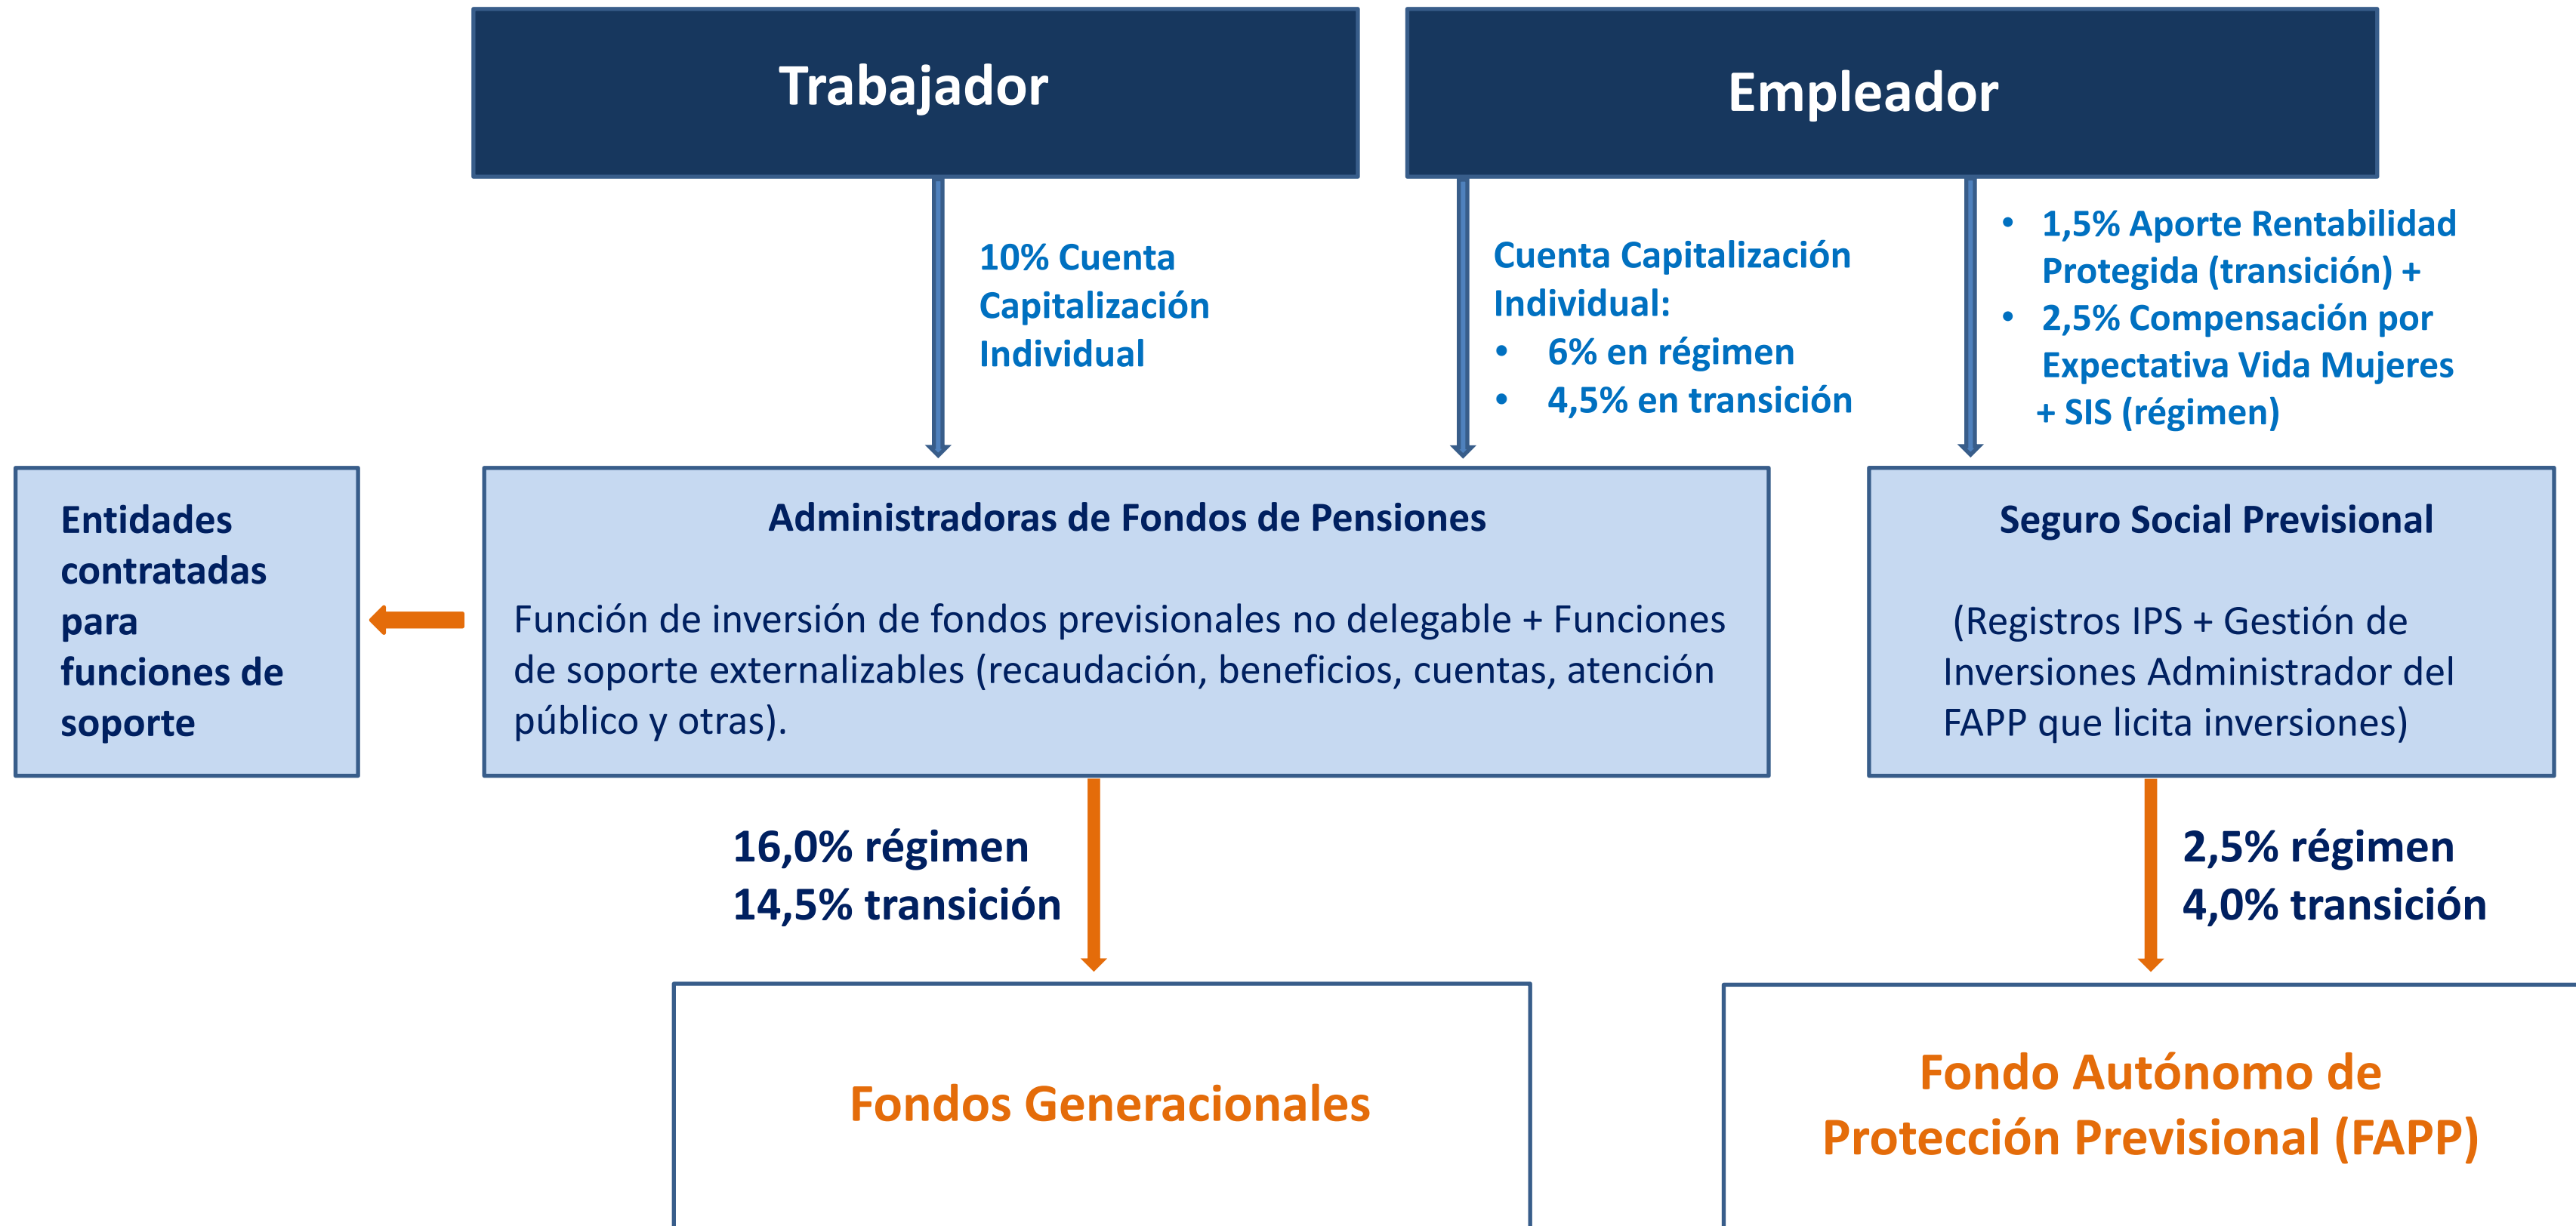 Trabajador
Empleador
10% Cuenta
Capitalización
Individual
Cuenta Capitalización
Individual:
• 6% en régimen
• 4,5% en transición
• 1,5% Aporte Rentabilidad
Protegida (transición) +
• 2,5% Compensación por
Expectativa Vida Mujeres
+ SIS (régimen)
Entidades
contratadas
para
funciones de
soporte
Administradoras de Fondos de Pensiones
Función de inversión de fondos previsionales no delegable + Funciones
de soporte externalizables (recaudación, beneficios, cuentas, atención
público y otras).
Seguro Social Previsional
(Registros IPS + Gestión de
Inversiones Administrador del
FAPP que licita inversiones)
16,0% régimen
14,5% transición
2,5% régimen
4,0% transición
Fondos Generacionales
Fondo Autónomo de
Protección Previsional (FAPP)